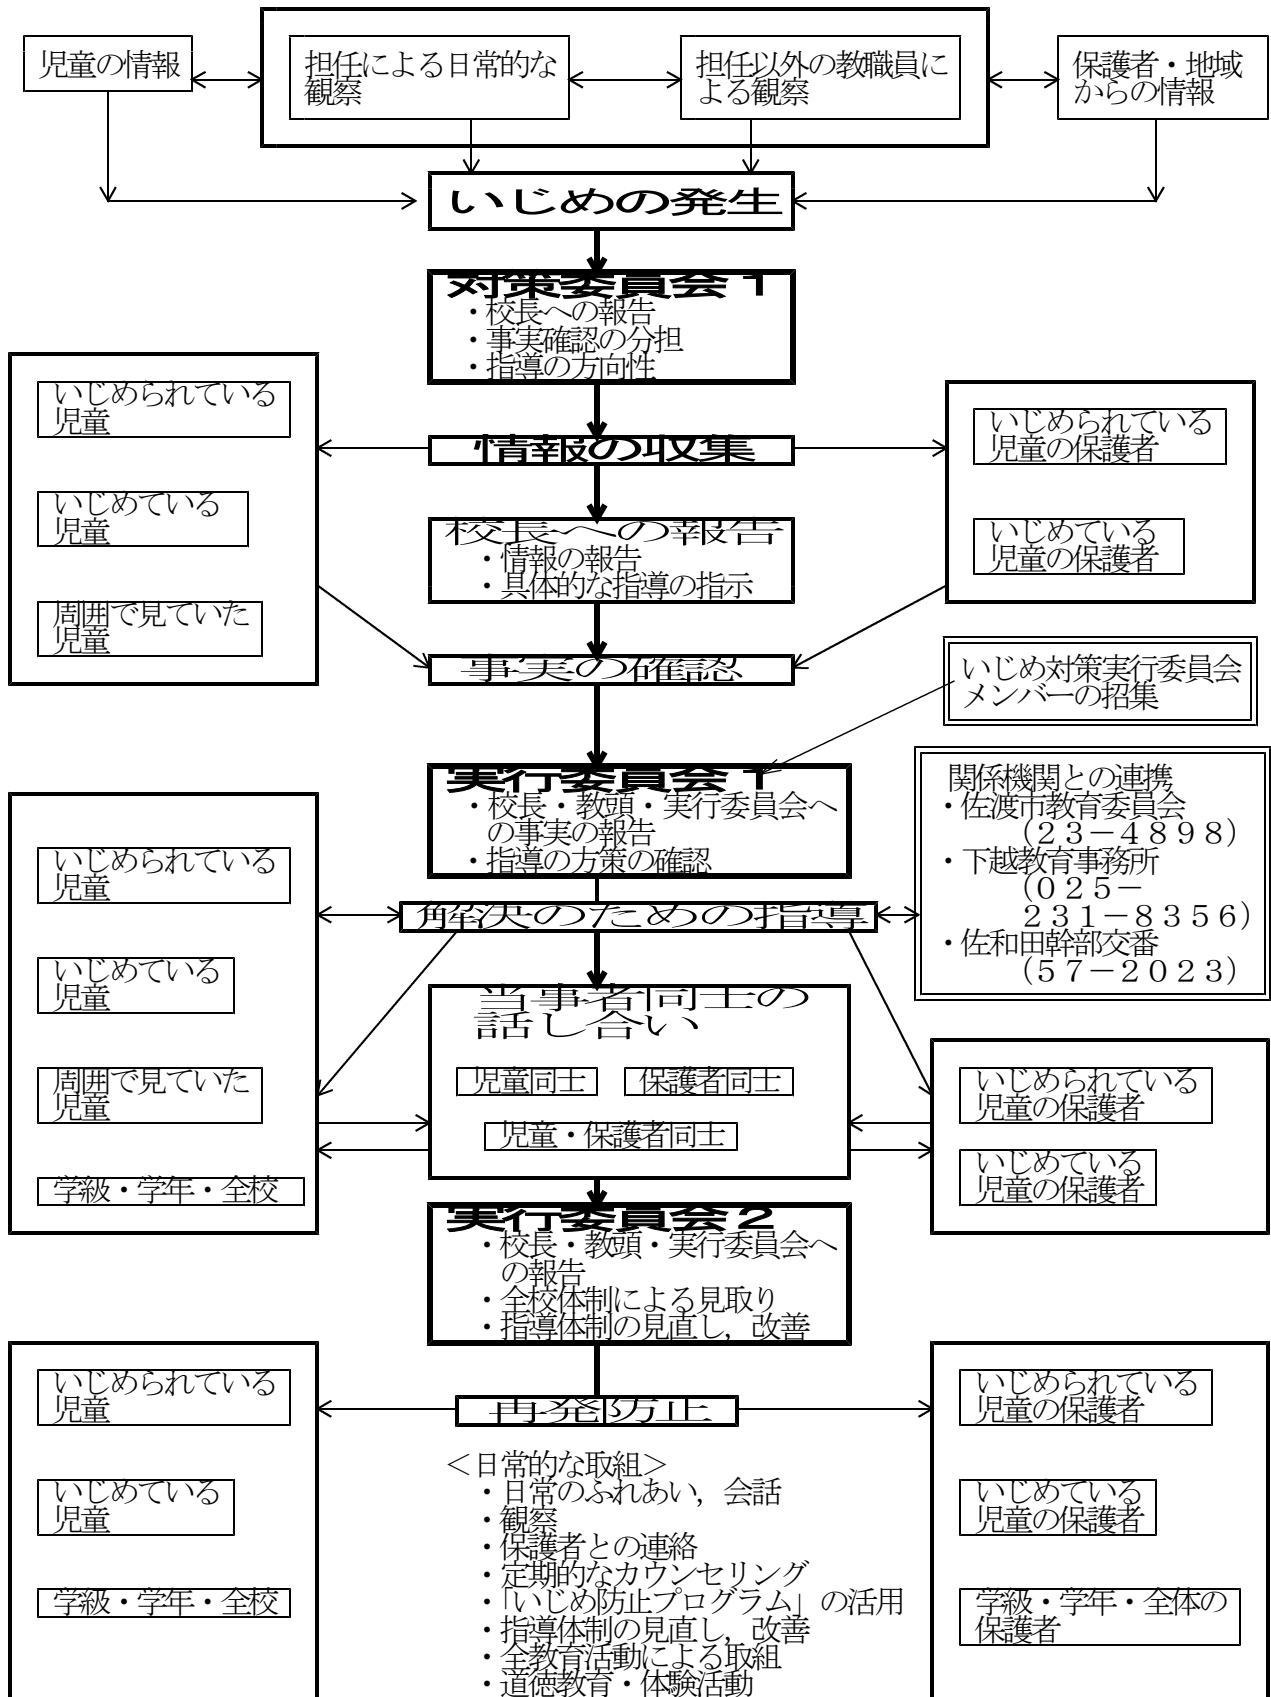 児童の情報
担任による日常的な
観察
担任以外の教職員に
よる観察
保護者・地域
からの情報
いじめの発生
対策委員会１
・校長への報告
・事実確認の分担
・指導の方向性
いじめられている
児童
いじめている
児童
周囲で見ていた
児童
情報の収集
いじめられている
児童の保護者
いじめている
児童の保護者
校長への報告
・情報の報告
・具体的な指導の指示
事実の確認
いじめ対策実行委員会
メンバーの招集
実行委員会１
・校長・教頭・実行委員会へ
の事実の報告
・指導の方策の確認
関係機関との連携
・佐渡市教育委員会
（２３－４８９８）
・下越教育事務所
（０２５－
２３１－８３５６）
・佐和田幹部交番
（５７－２０２３）
いじめられている
児童
いじめている
児童
周囲で見ていた
児童
学級・学年・全校
解決のための指導
当事者同士の
話し合い
児童同士
保護者同士
児童・保護者同士
いじめられている
児童の保護者
いじめている
児童の保護者
実行委員会２
・校長・教頭・実行委員会へ
の報告
・全校体制による見取り
・指導体制の見直し，改善
いじめられている
児童
いじめている
児童
学級・学年・全校
再発防止
＜日常的な取組＞
・日常のふれあい，会話
・観察
・保護者との連絡
・定期的なカウンセリング
・「いじめ防止プログラム」の活用
・指導体制の見直し，改善
・全教育活動による取組
・道徳教育・体験活動
いじめられている
児童の保護者
いじめている
児童の保護者
学級・学年・全体の
保護者